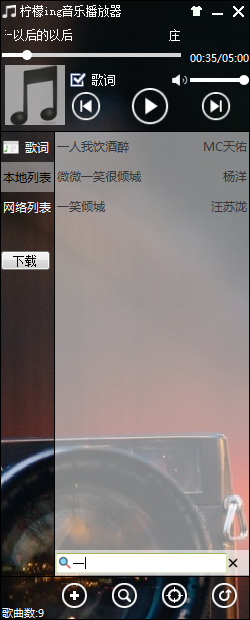 柠檬ing音乐播放器
一以后的以后 庄
00:35/05:00
歌词
歌词
本地列表
网络列表
下载
一人我饮酒醉 MC天佑
微微一笑很倾城 杨洋
一笑倾城 汪苏泷
一
歌曲数:9